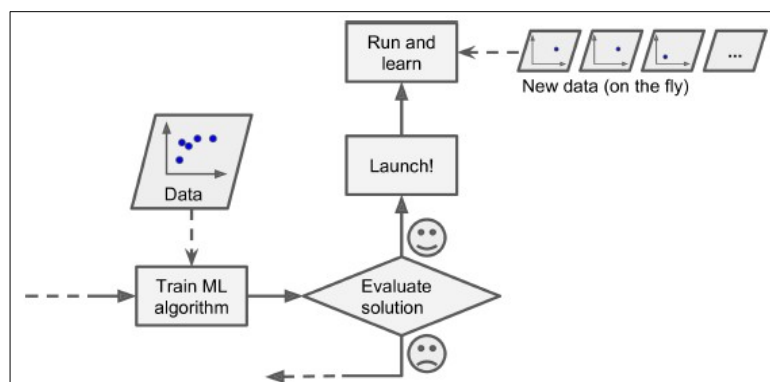 Run and
learn
...
New data (on the fly)
Launch!
Data
Train ML
algorithm
Evaluate
solution